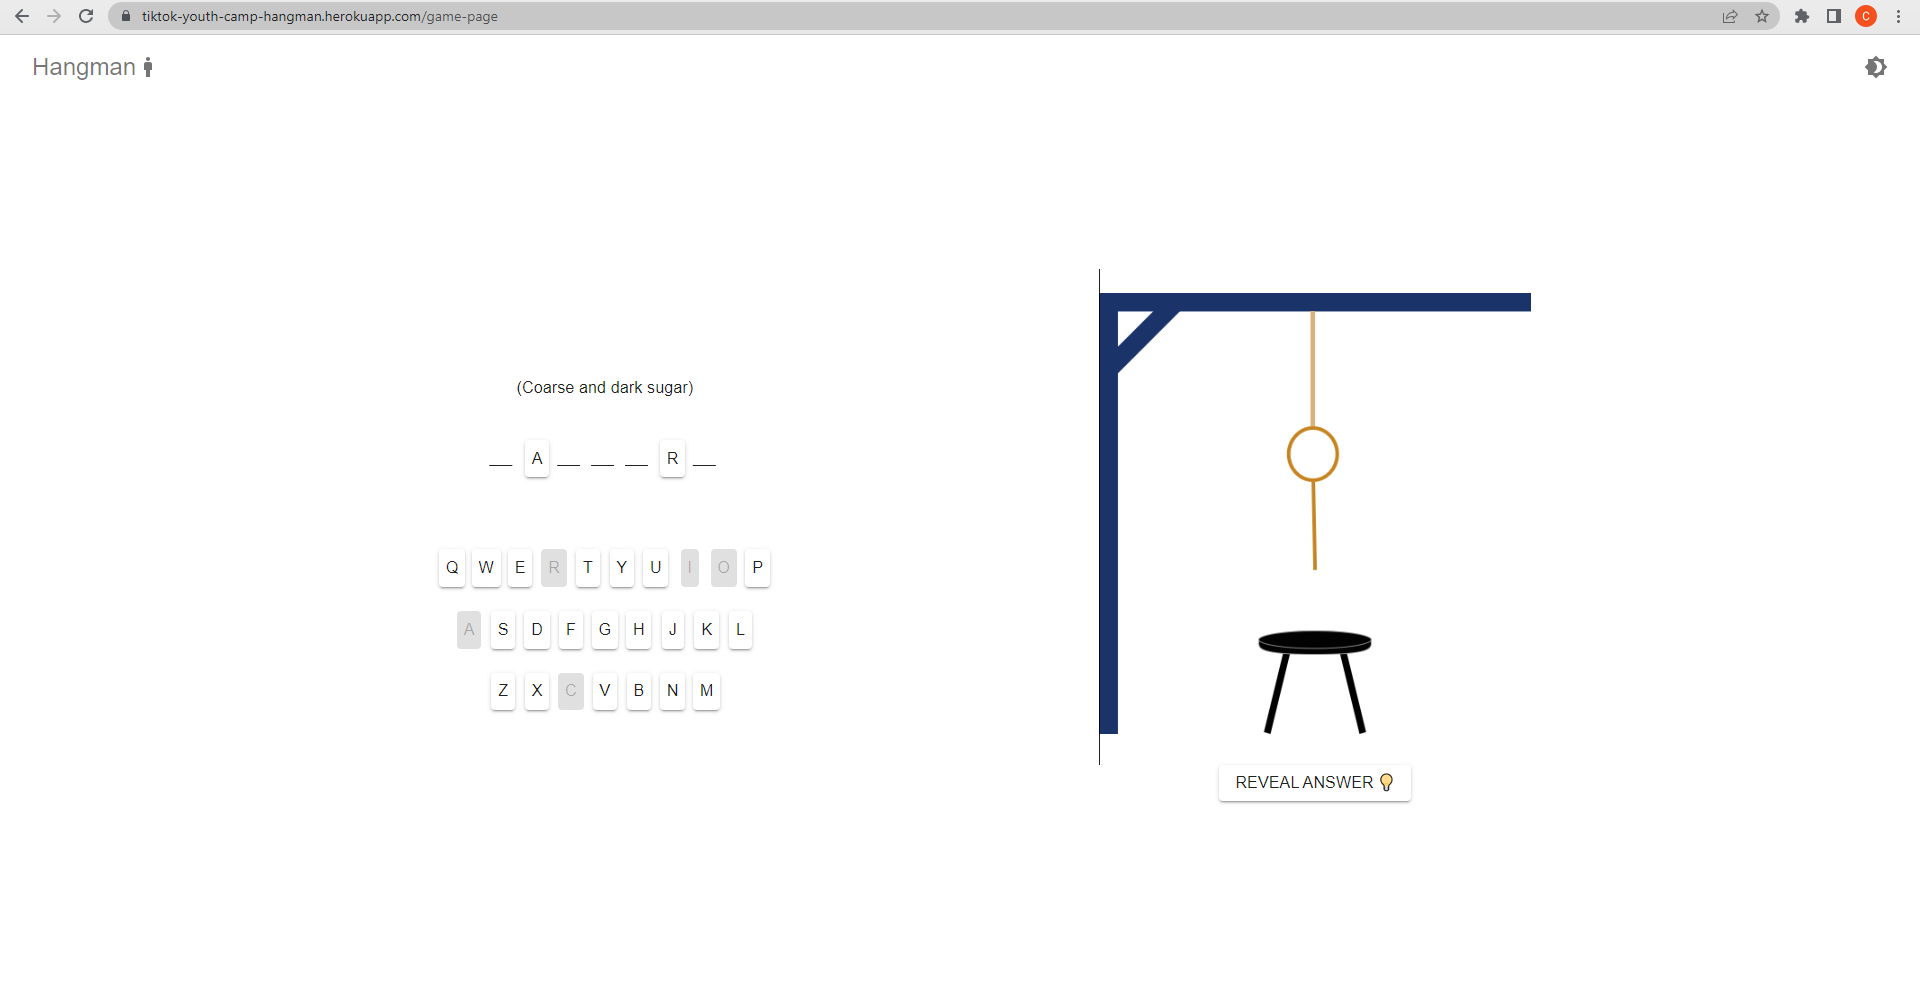 tiktok-youth-camp-hangman.herokuapp.com/game-page
C
Hangman
(Coarse and dark sugar)
__ A __ __ __ R __
Q W E R T Y U I O P
A S D F G H J K L
Z X C V B N M
REVEAL ANSWER